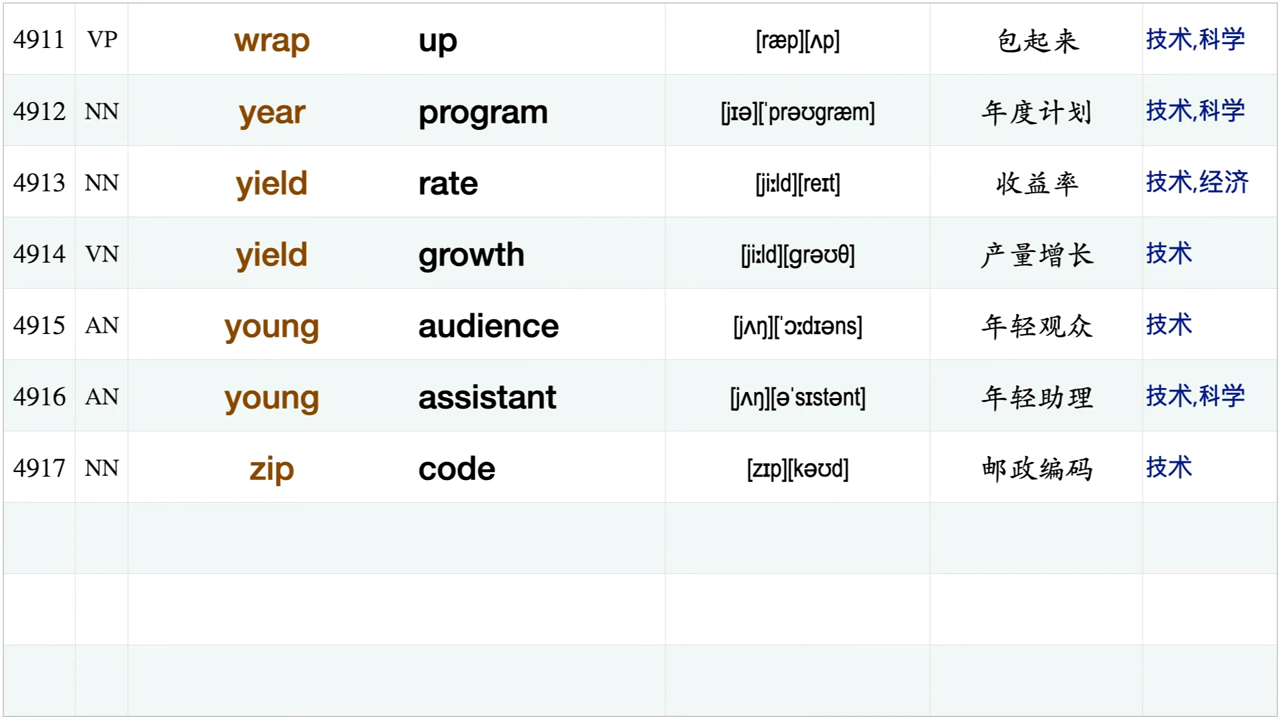 4911 VP wrap up [ræp][ʌp] 包起来 技术,科学
4912 NN year program [jɪə][ˈprəʊɡræm] 年度计划 技术,科学
4913 NN yield rate [jiːld][reɪt] 收益率 技术,经济
4914 VN yield growth [jiːld][ɡrəʊθ] 产量增长 技术
4915 AN young audience [jʌŋ][ˈɔːdɪəns] 年轻观众 技术
4916 AN young assistant [jʌŋ][əˈsɪstənt] 年轻助理 技术,科学
4917 NN zip code [zɪp][kəʊd] 邮政编码 技术